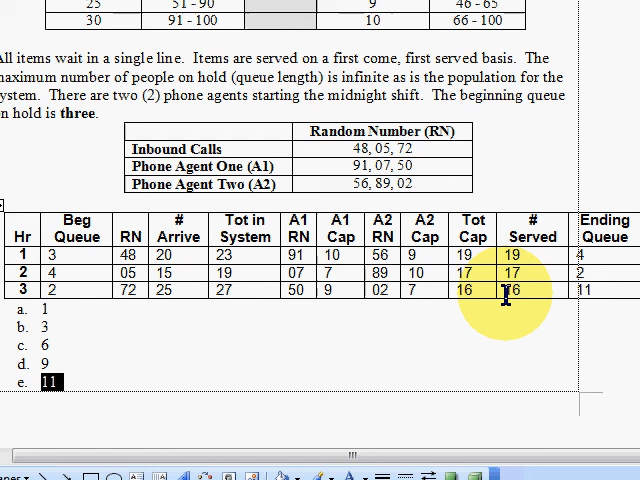 25 51 - 90 9 46 - 65
30 91 - 100 10 66 - 100
All items wait in a single line. Items are served on a first come, first served basis. The
maximum number of people on hold (queue length) is infinite as is the population for the
system. There are two (2) phone agents starting the midnight shift. The beginning queue
on hold is three.
Random Number (RN)
Inbound Calls 48, 05, 72
Phone Agent One (A1) 91, 07, 50
Phone Agent Two (A2) 56, 89, 02
Beg # Tot in A1 A1 A2 A2 Tot # Ending
Hr Queue RN Arrive System RN Cap RN Cap Cap Served Queue
1 3 48 20 23 91 10 56 9 19 19 4
2 4 05 15 19 07 7 89 10 17 17 2
3 2 72 25 27 50 9 02 7 16 16 11
a. 1
b. 3
c. 6
d. 9
e. 11